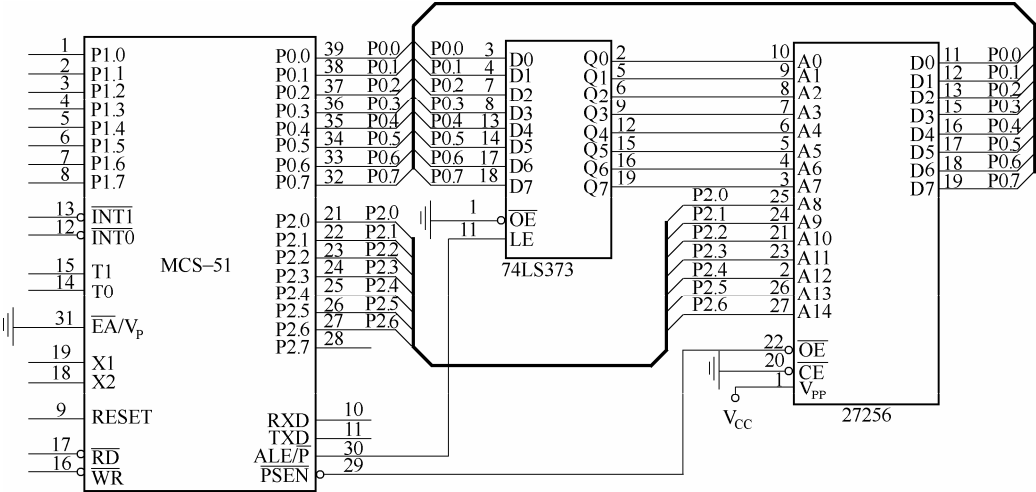 1 P1.0
2 P1.1
3 P1.2
4 P1.3
5 P1.4
6 P1.5
7 P1.6
8 P1.7
13 INT1
12 INT0
15 T1
14 T0
31 EA/VP
19 X1
18 X2
9 RESET
17 RD
16 WR
MCS–51
P0.0 39 P0.0
P0.1 38 P0.1
P0.2 37 P0.2
P0.3 36 P0.3
P0.4 35 P0.4
P0.5 34 P0.5
P0.6 33 P0.6
P0.7 32 P0.7
P2.0 21 P2.0
P2.1 22 P2.1
P2.2 23 P2.2
P2.3 24 P2.3
P2.4 25 P2.4
P2.5 26 P2.5
P2.6 27 P2.6
P2.7 28
RXD 10
TXD 11
ALE/P 30
PSEN 29
P0.0 3 D0
P0.1 4 D1
P0.2 7 D2
P0.3 8 D3
P0.4 13 D4
P0.5 14 D5
P0.6 17 D6
P0.7 18 D7
1 OE
11 LE
Q0 2
Q1 5
Q2 6
Q3 9
Q4 12
Q5 15
Q6 16
Q7 19
74LS373
10 A0
9 A1
8 A2
7 A3
6 A4
5 A5
4 A6
3 A7
P2.0 25 A8
P2.1 24 A9
P2.2 21 A10
P2.3 23 A11
P2.4 2 A12
P2.5 26 A13
P2.6 27 A14
22 OE
20 CE
1 VPP
VCC
D0 11 P0.0
D1 12 P0.1
D2 13 P0.2
D3 15 P0.3
D4 16 P0.4
D5 17 P0.5
D6 18 P0.6
D7 19 P0.7
27256